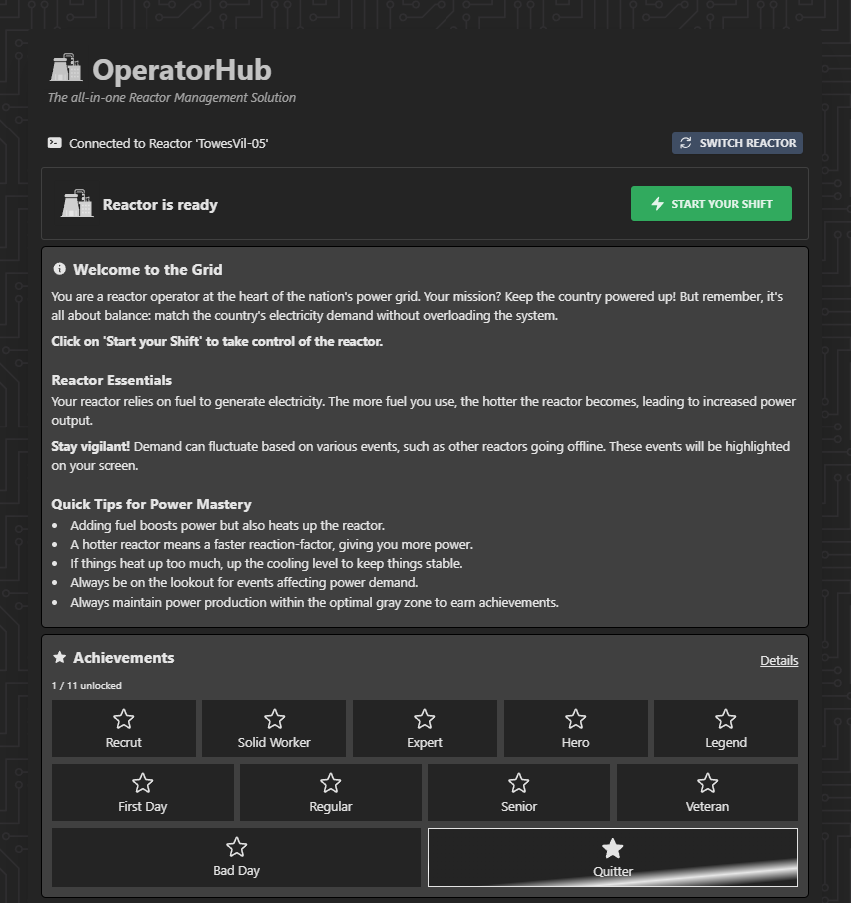 OperatorHub
The all-in-one Reactor Management Solution
Connected to Reactor 'TowesVil-05'
SWITCH REACTOR
Reactor is ready
START YOUR SHIFT
Welcome to the Grid
You are a reactor operator at the heart of the nation's power grid. Your mission? Keep the country powered up! But remember, it's
all about balance: match the country's electricity demand without overloading the system.
Click on 'Start your Shift' to take control of the reactor.
Reactor Essentials
Your reactor relies on fuel to generate electricity. The more fuel you use, the hotter the reactor becomes, leading to increased power
output.
Stay vigilant! Demand can fluctuate based on various events, such as other reactors going offline. These events will be highlighted
on your screen.
Quick Tips for Power Mastery
• Adding fuel boosts power but also heats up the reactor.
• A hotter reactor means a faster reaction-factor, giving you more power.
• If things heat up too much, up the cooling level to keep things stable.
• Always be on the lookout for events affecting power demand.
• Always maintain power production within the optimal gray zone to earn achievements.
Achievements
Details
1 / 11 unlocked
Recrut
Solid Worker
Expert
Hero
Legend
First Day
Regular
Senior
Veteran
Bad Day
Quitter